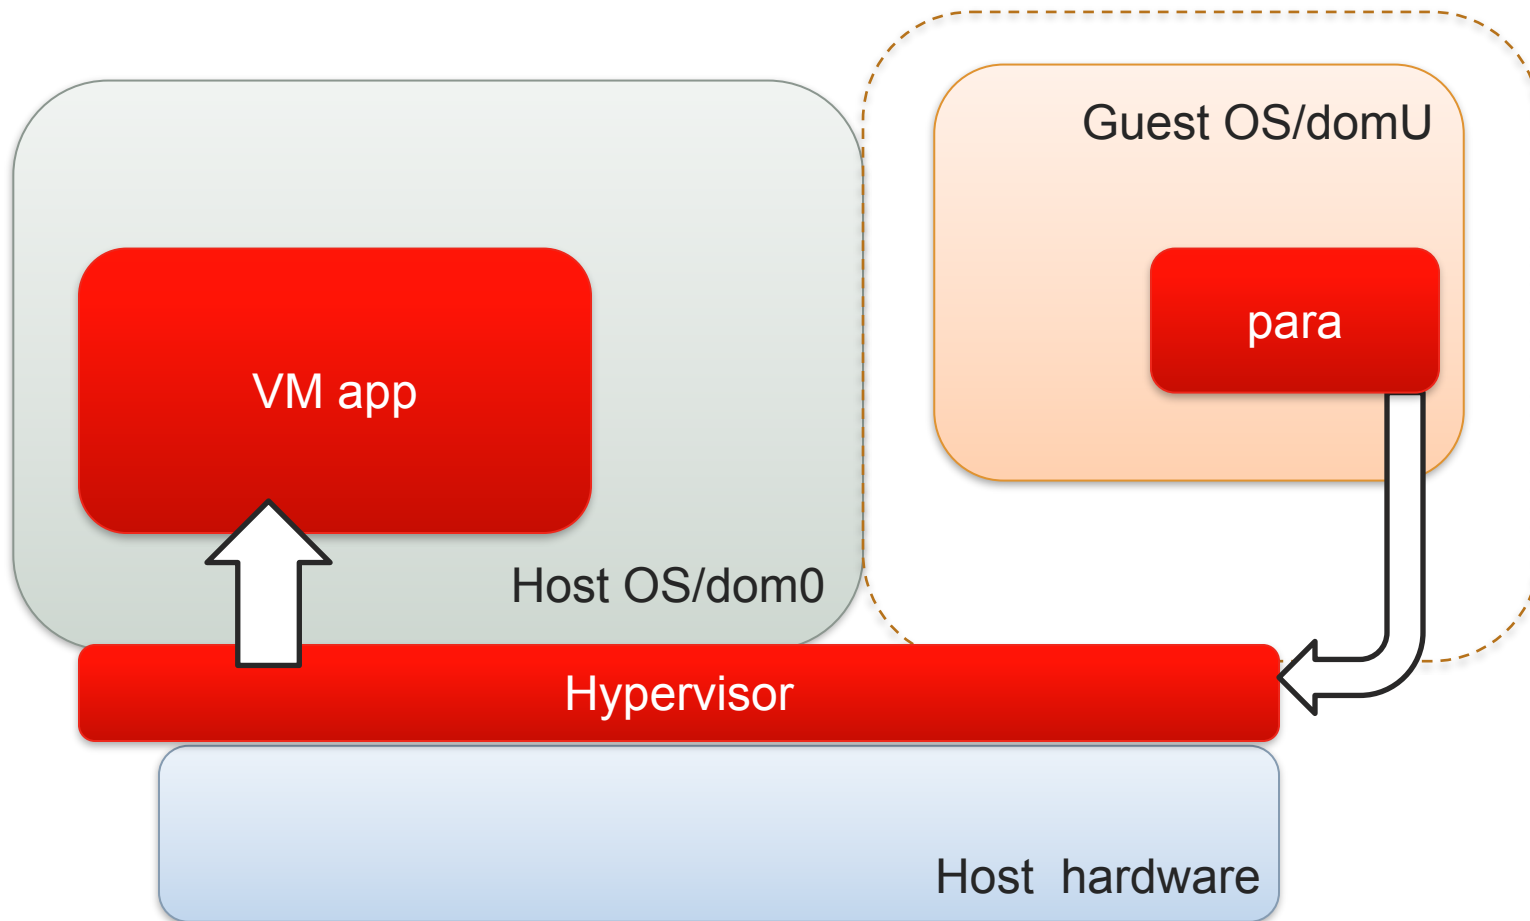 Guest OS/domU
para
VM app
Host OS/dom0
Hypervisor
Host  hardware